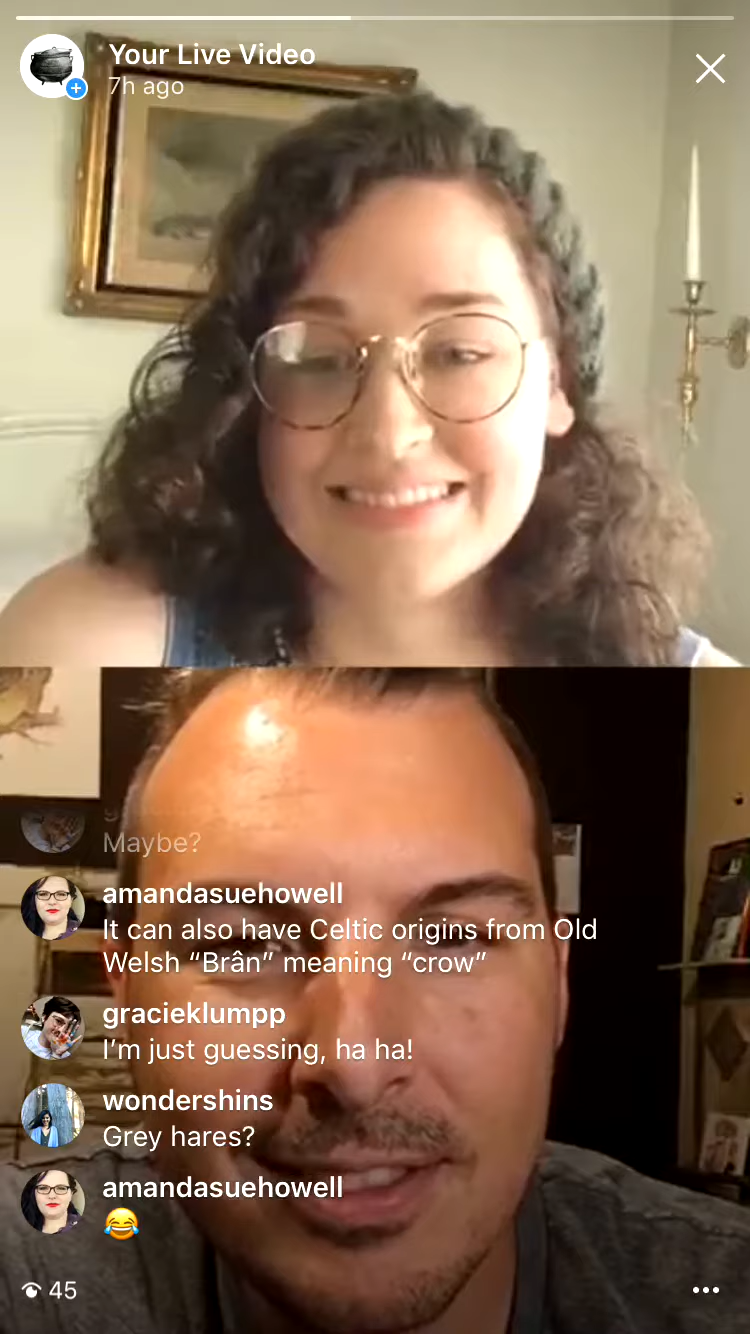 Your Live Video
7h ago
Maybe?
amandasuehowell
It can also have Celtic origins from Old
Welsh “Brân” meaning “crow”
gracieklumpp
I’m just guessing, ha ha!
wondershins
Grey hares?
amandasuehowell
😂
45